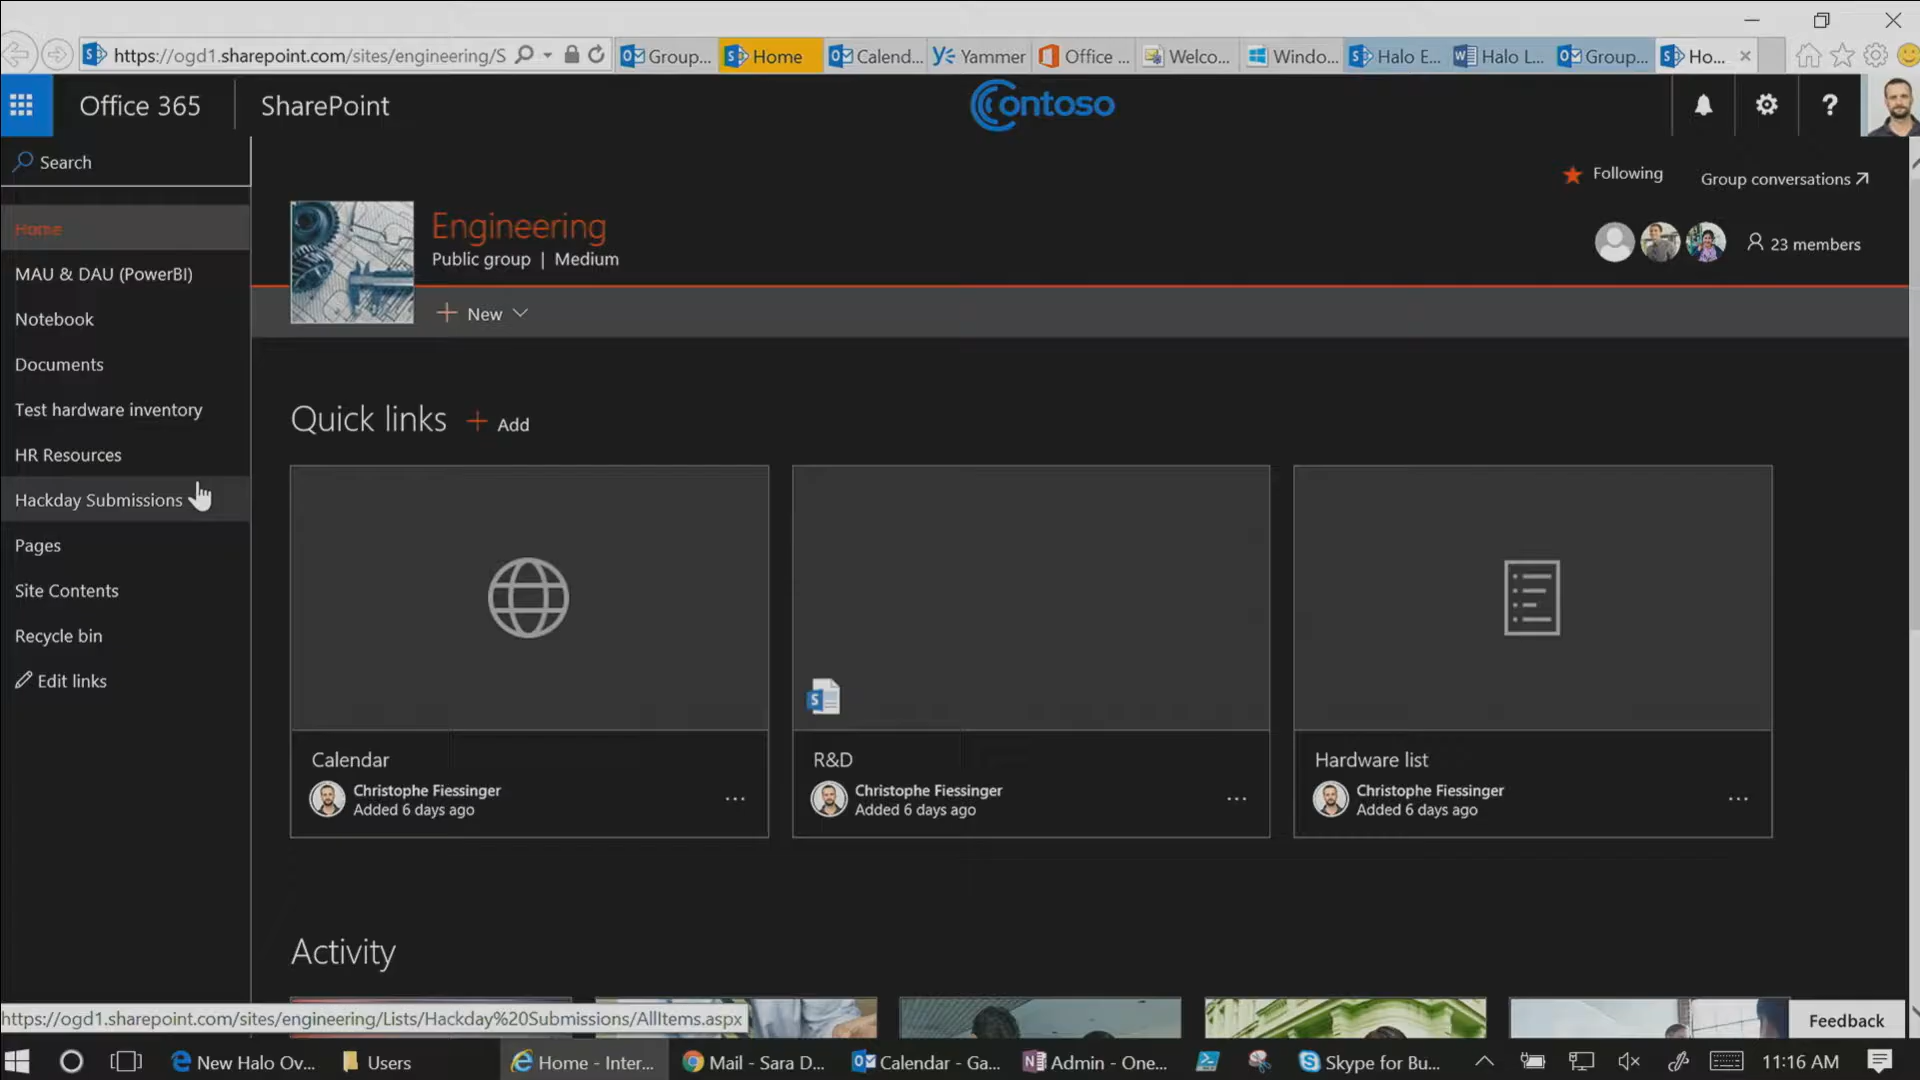 https://ogd1.sharepoint.com/sites/engineering/S
Group...
Home
Calend...
Yammer
Office ...
Welco...
Windo...
Halo E...
Halo L...
Group...
Ho...
Office 365
SharePoint
Contoso
?
Search
Following
Group conversations
Home
Engineering
Public group | Medium
23 members
MAU & DAU (PowerBI)
New
Notebook
Documents
Test hardware inventory
Quick links
Add
HR Resources
Hackday Submissions
Pages
Site Contents
Recycle bin
Edit links
Calendar
Christophe Fiessinger
Added 6 days ago
R&D
Christophe Fiessinger
Added 6 days ago
Hardware list
Christophe Fiessinger
Added 6 days ago
Activity
https://ogd1.sharepoint.com/sites/engineering/Lists/Hackday%20Submissions/AllItems.aspx
Feedback
New Halo Ov...
Users
Home - Inter...
Mail - Sara D...
Calendar - Ga...
Admin - One...
Skype for Bu...
11:16 AM